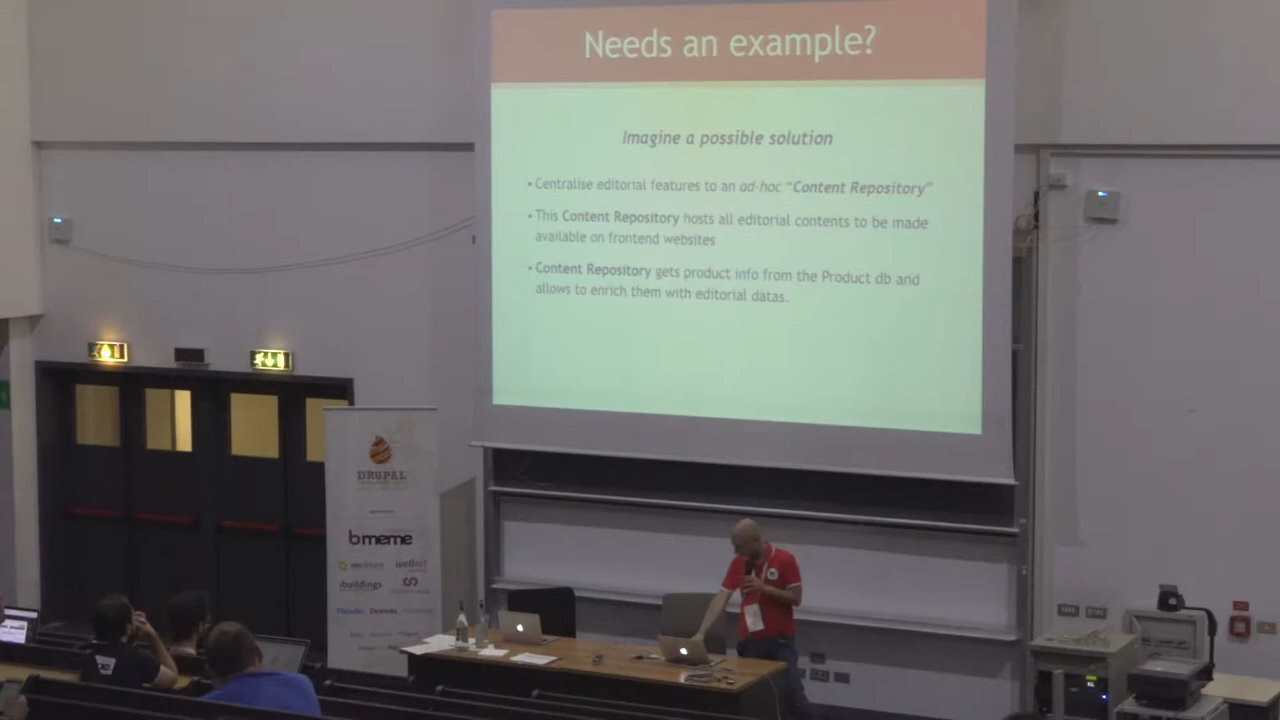 Needs an example?
Imagine a possible solution
• Centralise editorial features to an ad-hoc "Content Repository"
• This Content Repository hosts all editorial contents to be made
available on frontend websites
• Content Repository gets product info from the Product db and
allows to enrich them with editorial datas.
DRUPAL
bmeme
wellnet
ibuildings